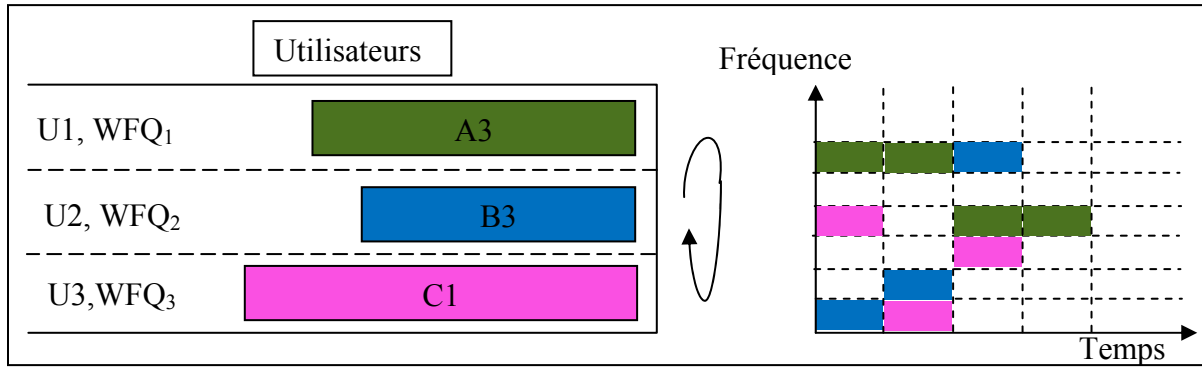 Utilisateurs
U1, WFQ₁
A3
U2, WFQ₂
B3
U3,WFQ₃
C1
Fréquence
Temps